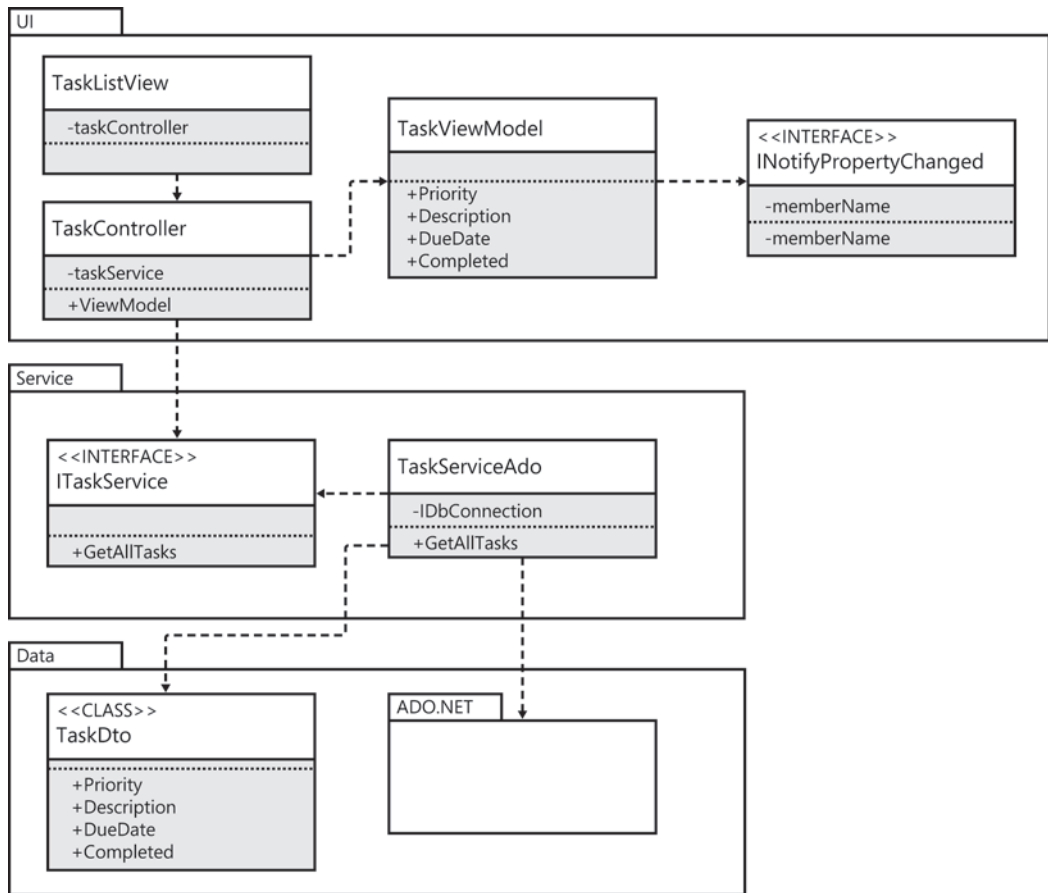 UI
TaskListView
-taskController
TaskController
-taskService
+ViewModel
TaskViewModel
+Priority
+Description
+DueDate
+Completed
<<INTERFACE>>
INotifyPropertyChanged
-memberName
-memberName
Service
<<INTERFACE>>
ITaskService
+GetAllTasks
TaskServiceAdo
-IDbConnection
+GetAllTasks
Data
<<CLASS>>
TaskDto
+Priority
+Description
+DueDate
+Completed
ADO.NET